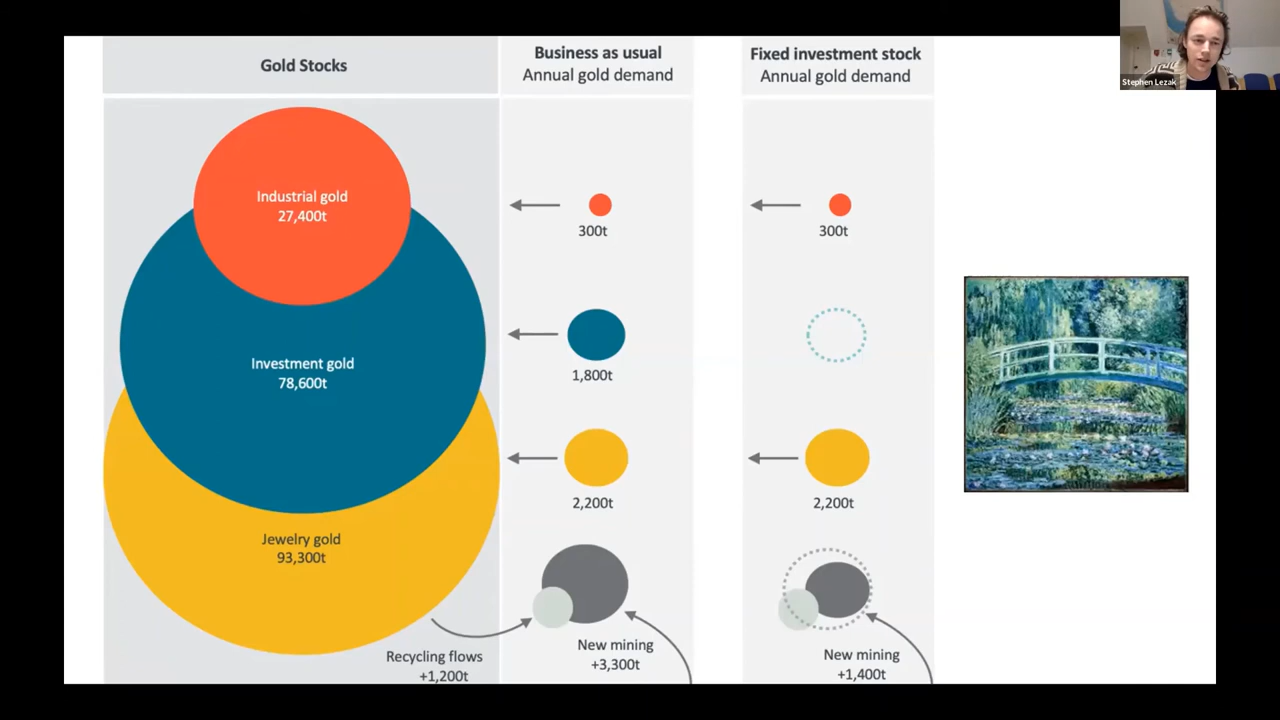 Gold Stocks
Business as usual
Annual gold demand
Fixed investment stock
Annual gold demand
Stephen Lezak
Industrial gold
27,400t
300t
300t
Investment gold
78,600t
1,800t
2,200t
2,200t
Jewelry gold
93,300t
Recycling flows
+1,200t
New mining
+3,300t
New mining
+1,400t